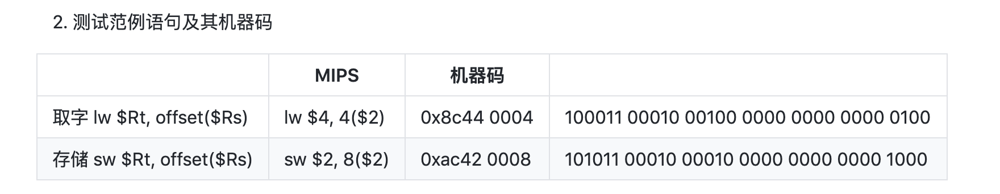 2. 测试范例语句及其机器码
MIPS 机器码
取字 lw $Rt, offset($Rs) lw $4, 4($2) 0x8c44 0004 100011 00010 00100 0000 0000 0000 0100
存储 sw $Rt, offset($Rs) sw $2, 8($2) 0xac42 0008 101011 00010 00010 0000 0000 0000 1000